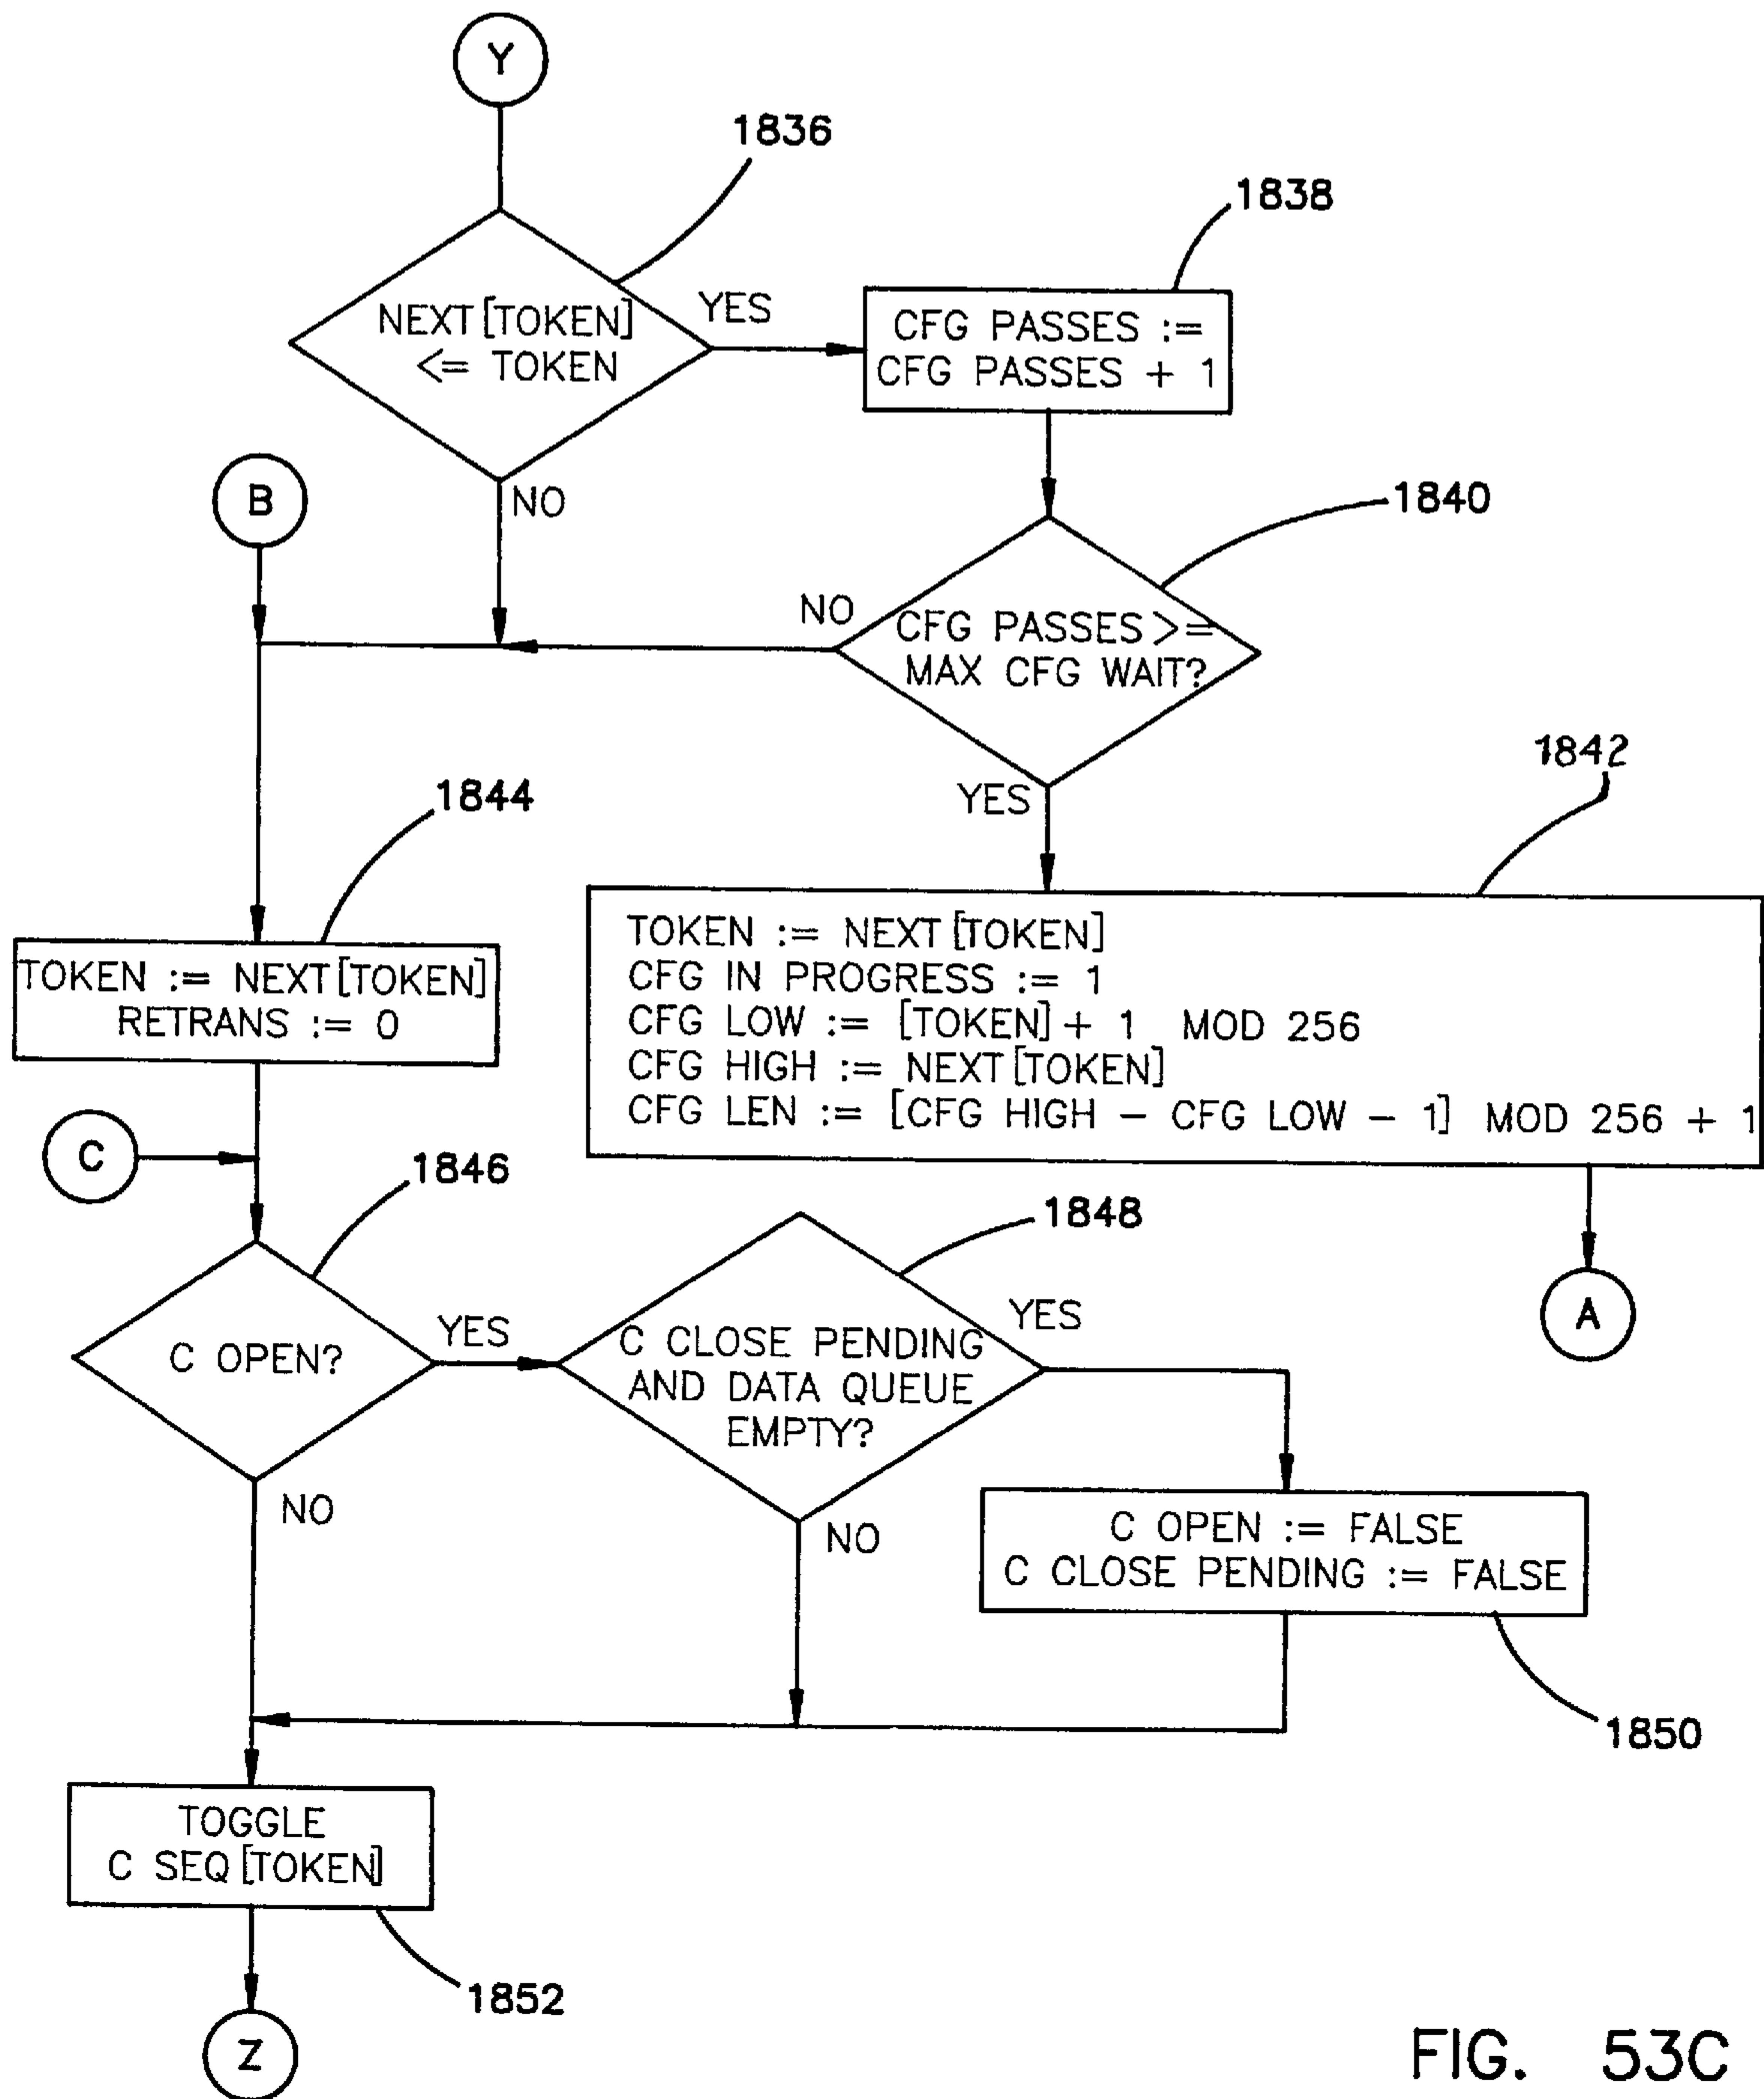 Y
1836
1838
NEXT[TOKEN]
<= TOKEN
YES
CFG PASSES :=
CFG PASSES + 1
B
NO
1840
NO
CFG PASSES >=
MAX CFG WAIT?
1842
1844
YES
TOKEN := NEXT[TOKEN]
RETRANS := 0
TOKEN := NEXT[TOKEN]
CFG IN PROGRESS := 1
CFG LOW := [TOKEN]+ 1 MOD 256
CFG HIGH := NEXT[TOKEN]
CFG LEN := [CFG HIGH - CFG LOW - 1] MOD 256 + 1
C
1846
1848
A
C OPEN?
YES
C CLOSE PENDING
AND DATA QUEUE
EMPTY?
YES
NO
NO
C OPEN := FALSE
C CLOSE PENDING := FALSE
1850
TOGGLE
C SEQ[TOKEN]
1852
Z
FIG. 53C